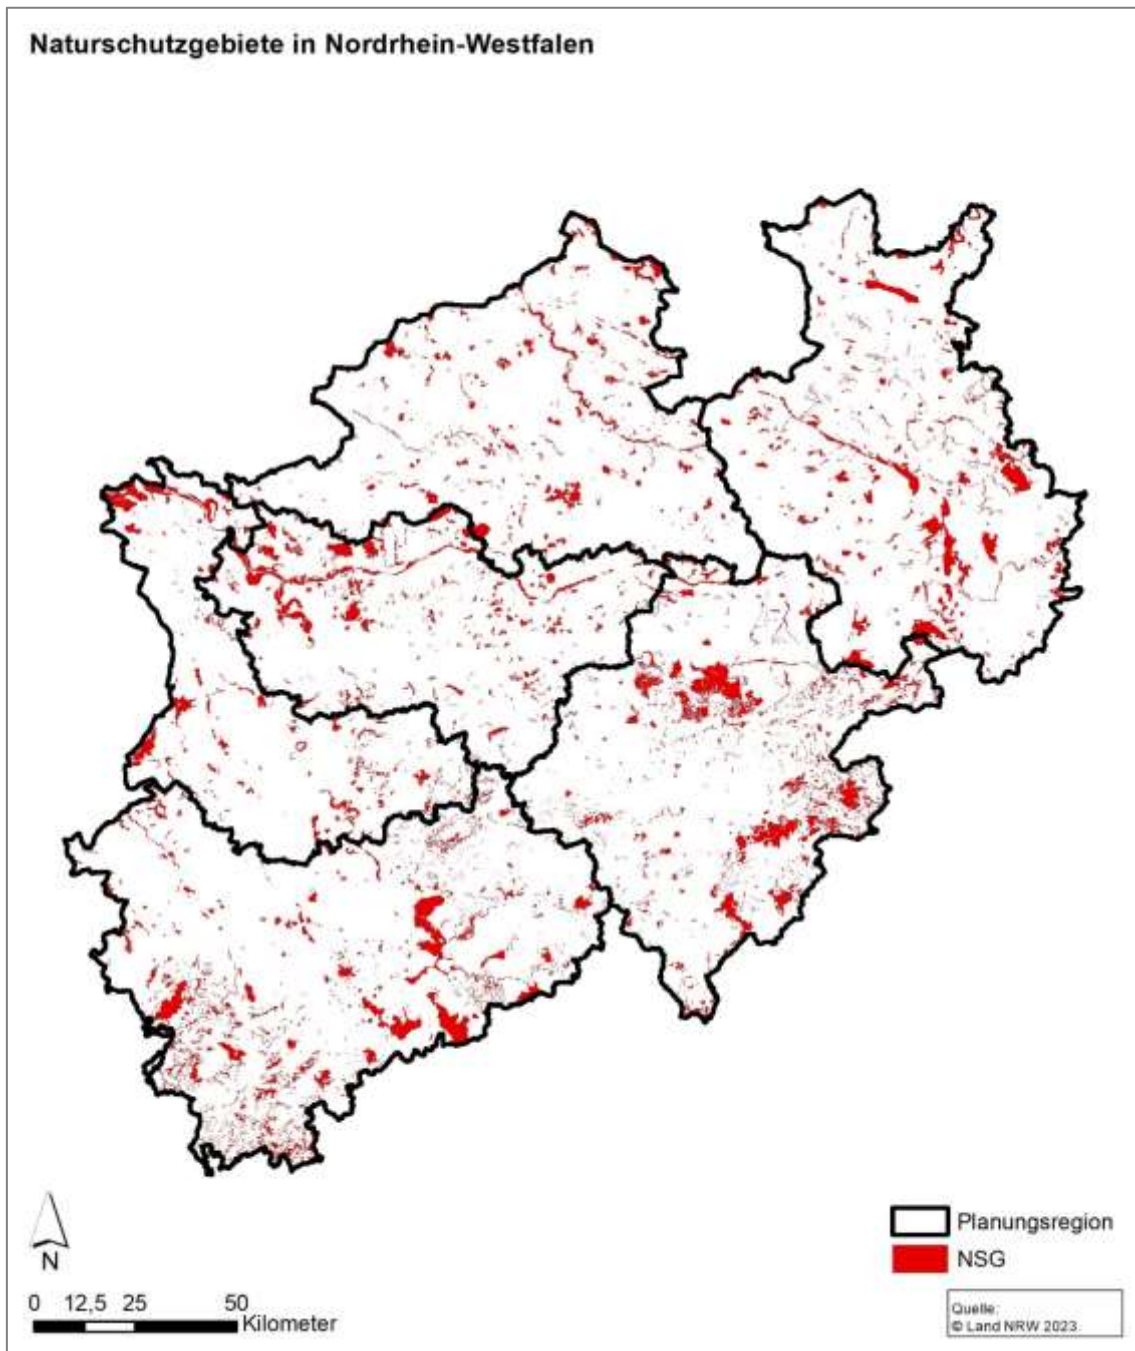 Naturschutzgebiete in Nordrhein-Westfalen
N
0 12,5 25 50
Kilometer
Planungsregion
NSG
Quelle:
© Land NRW 2023.